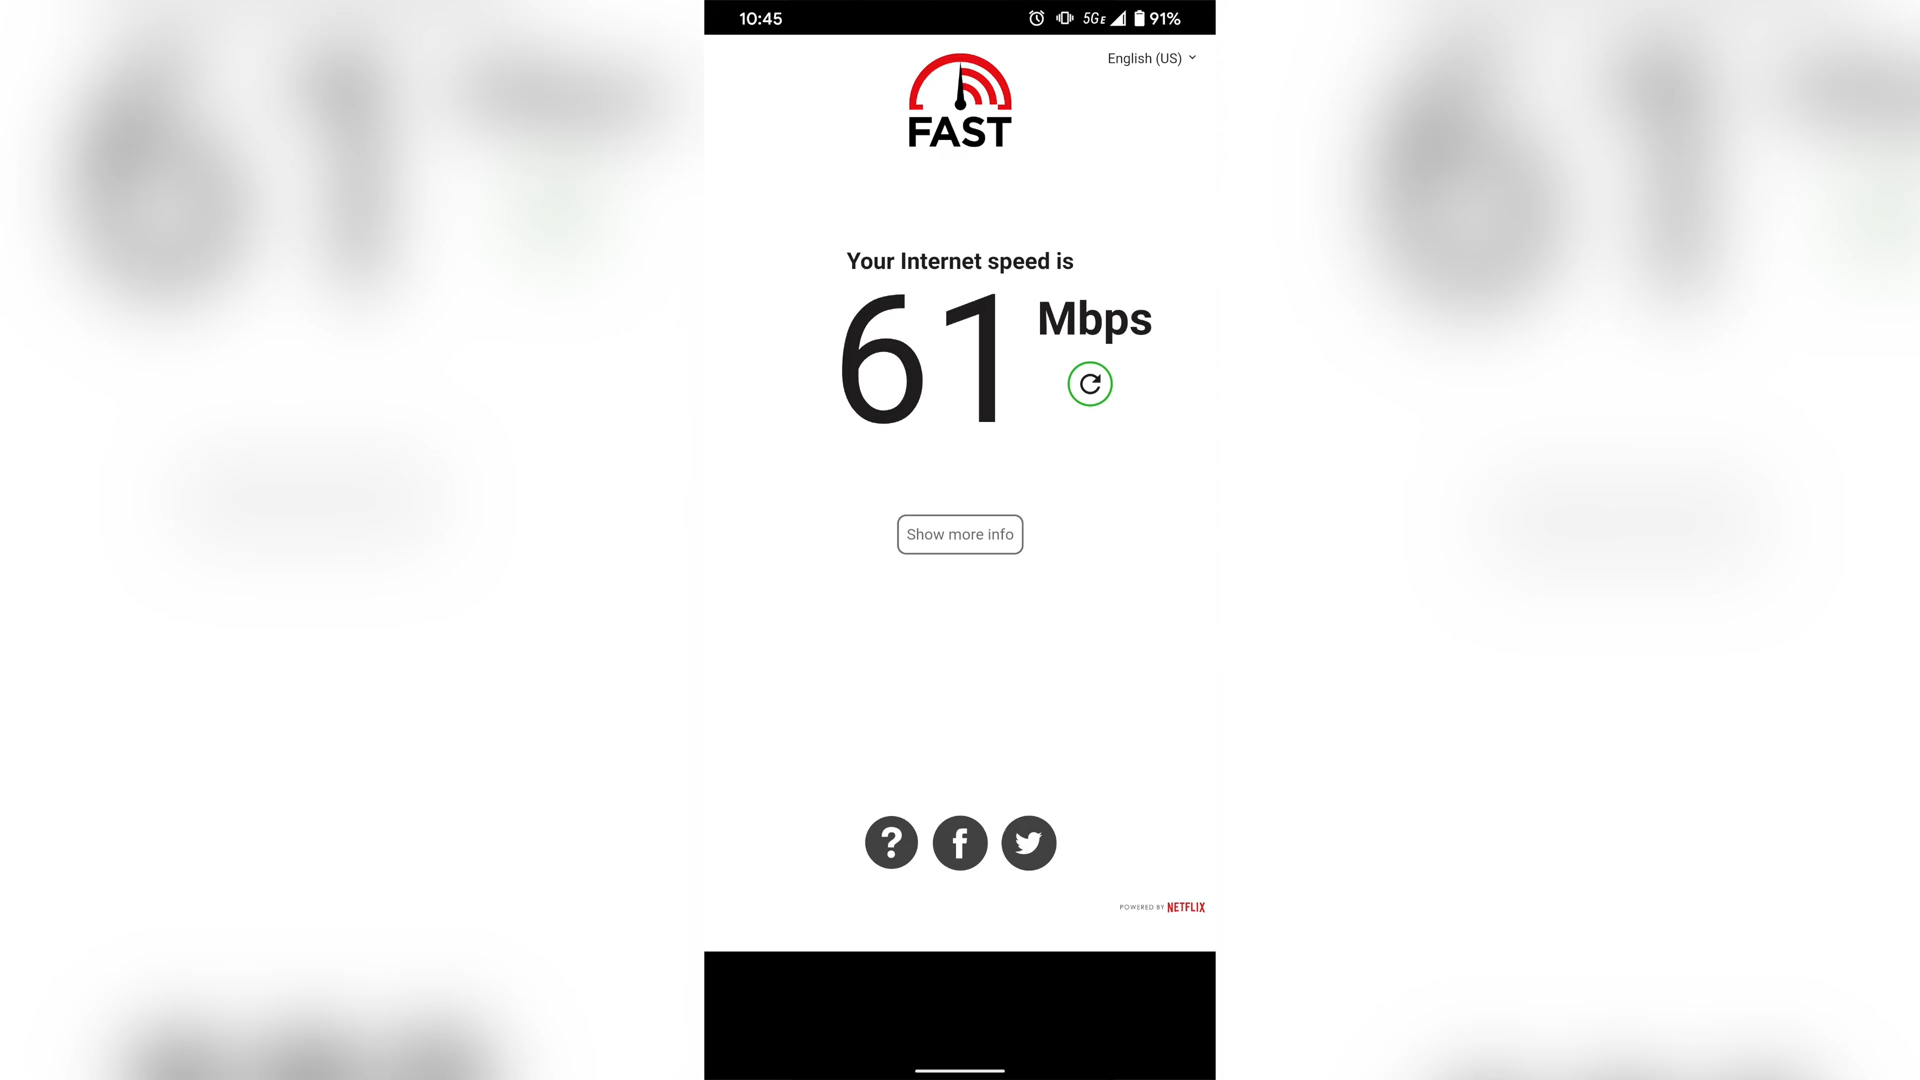 10:45
5GE
91%
English (US)
FAST
Your Internet speed is
61 Mbps
Show more info
POWERED BY NETFLIX